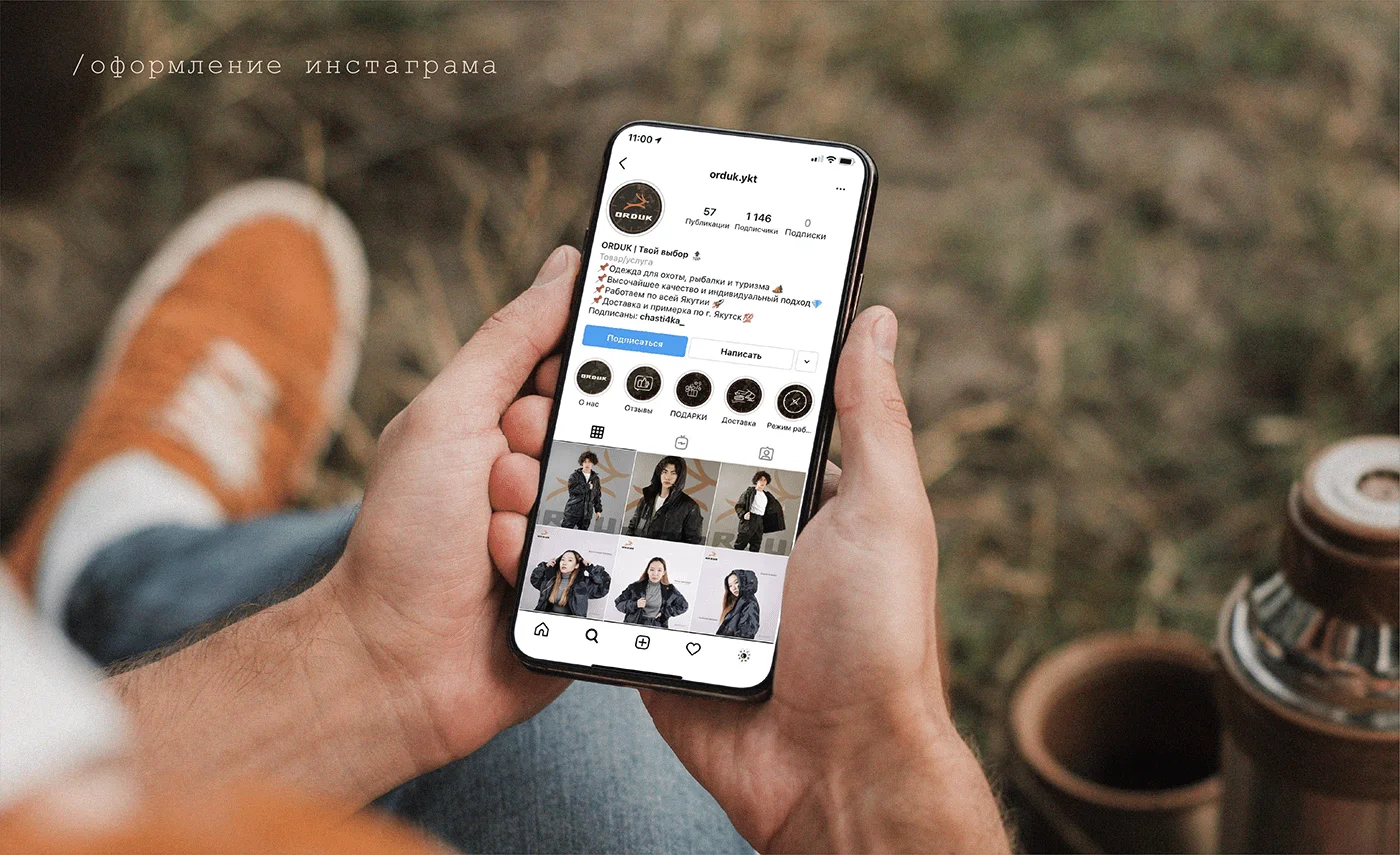 /оформление инстаграма
11:00
orduk.ykt
ORDUK
57 1 146 0
Публикации Подписчики Подписки
ORDUK | Твой выбор
Товар/услуга
📌Одежда для охоты, рыбалки и туризма
📌Высочайшее качество и индивидуальный подход💎
📌Работаем по всей Якутии 🚀
📌Доставка и примерка по г. Якутск💯
Подписаны: chasti4ka_
Подписаться Написать
ORDUK
О нас Отзывы ПОДАРКИ Доставка Режим раб...